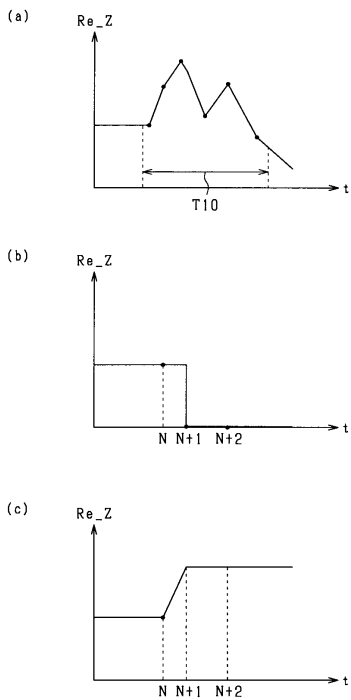 (a)
Re_Z
t
T10
(b)
Re_Z
t
N N+1 N+2
(c)
Re_Z
t
N N+1 N+2